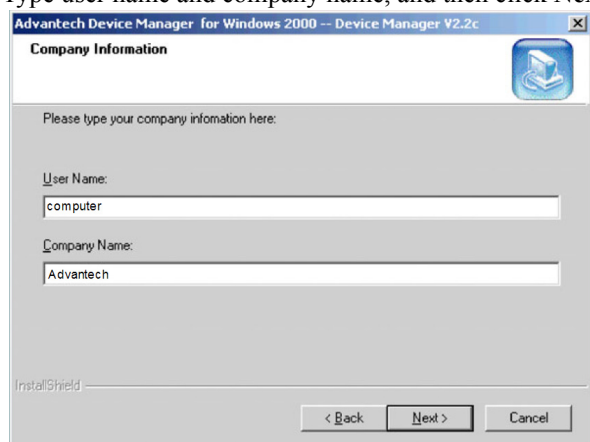 Type user name and company name, and then click Nex
Advantech Device Manager for Windows 2000 -- Device Manager V2.2c
Company Information
Please type your company infomation here:
User Name:
computer
Company Name:
Advantech
InstallShield
< Back Next > Cancel